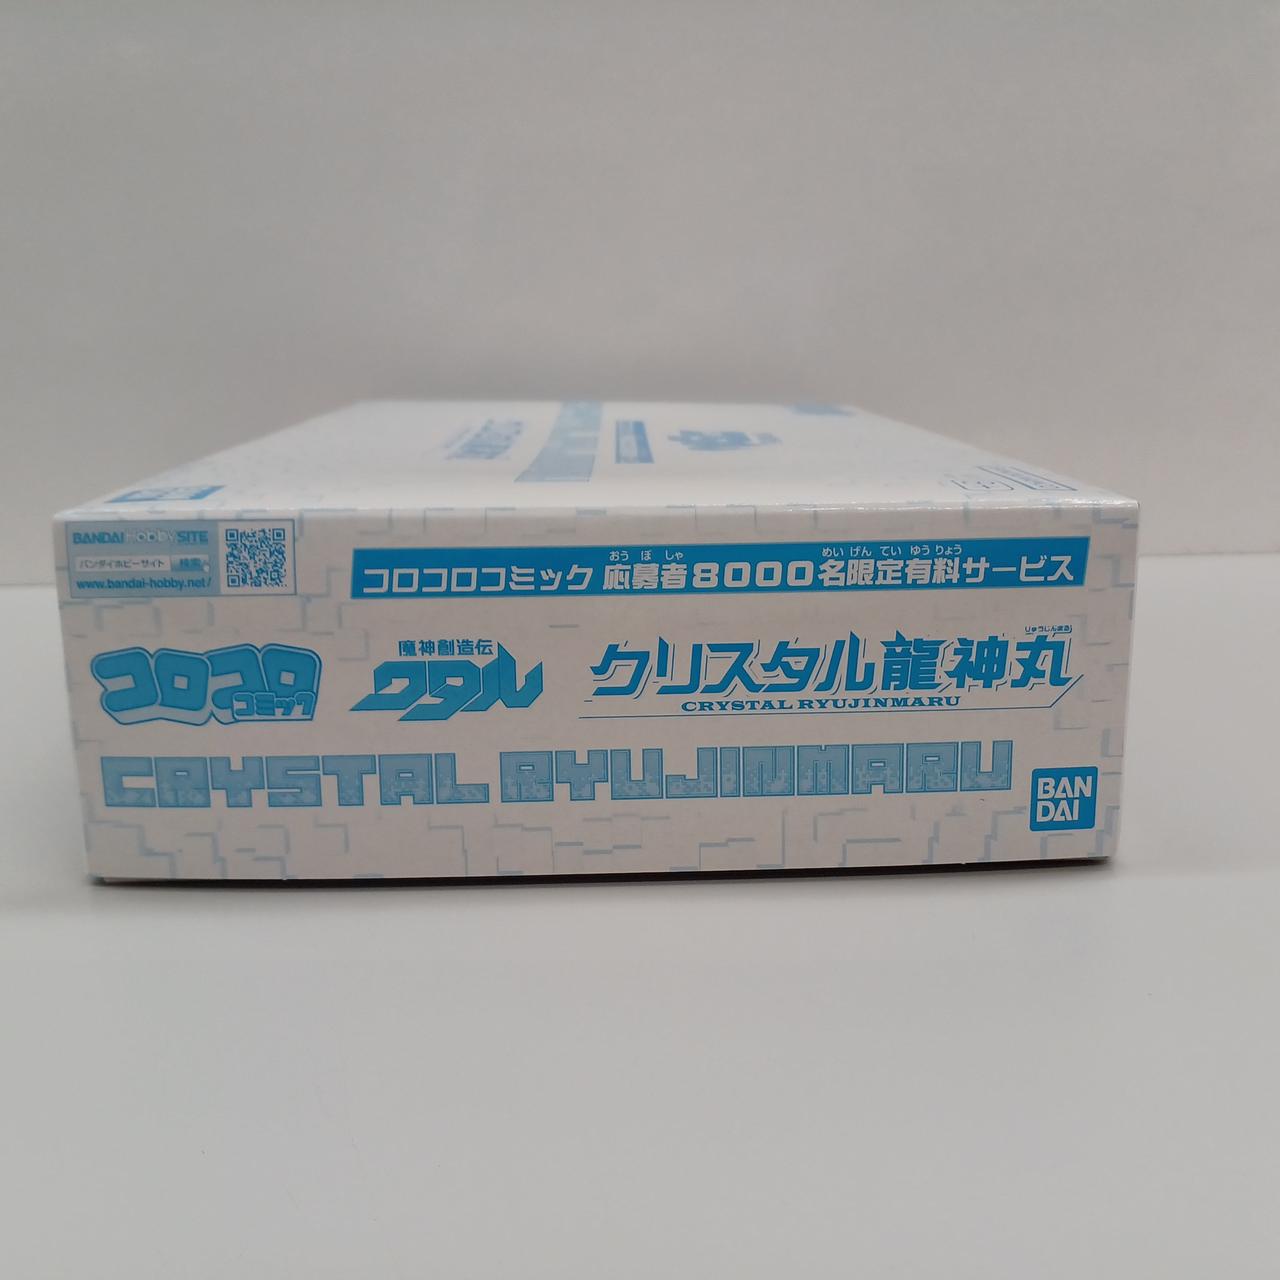 BANDAI Hobby SITE
バンダイホビーサイト 検索
www.bandai-hobby.net/
おうぼしゃ めいげんていゆうりょう
コロコロコミック 応募者8000名限定有料サービス
コロコロ
コミック
魔神創造伝
ワタル
りゅうじんまる
クリスタル龍神丸
CRYSTAL RYUJINMARU
CRYSTAL RYUJINMARU
BAN
DAI